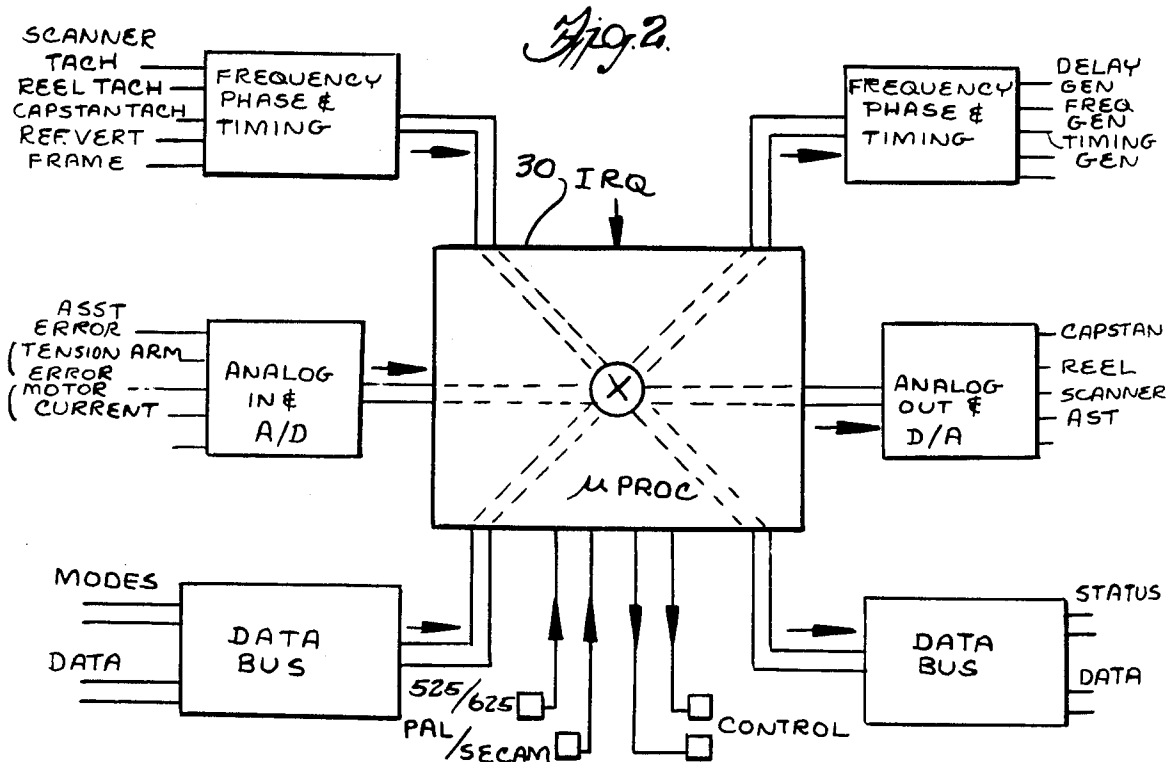 Fig. 2.
SCANNER
TACH
REEL TACH
CAPSTAN TACH
REF. VERT
FRAME
FREQUENCY
PHASE &
TIMING
FREQUENCY
PHASE &
TIMING
DELAY
GEN
FREQ
GEN
TIMING
GEN
30
IRQ
ASST
ERROR
(TENSION ARM
ERROR
(MOTOR
CURRENT
ANALOG
IN &
A/D
X
μ PROC
ANALOG
OUT &
D/A
CAPSTAN
REEL
SCANNER
AST
MODES
DATA
DATA
BUS
525/625
PAL
/SECAM
CONTROL
DATA
BUS
STATUS
DATA